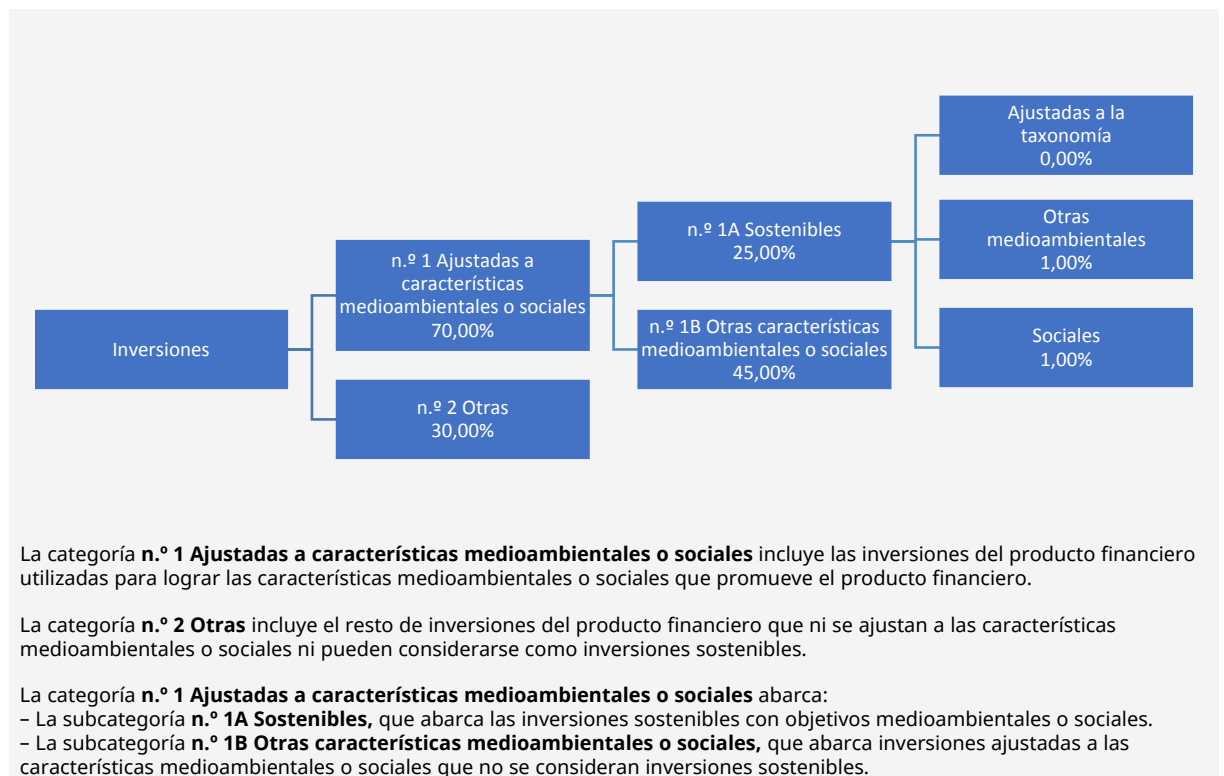 Inversiones
n.º 1 Ajustadas a
características
medioambientales o sociales
70,00%
n.º 2 Otras
30,00%
n.º 1A Sostenibles
25,00%
n.º 1B Otras características
medioambientales o sociales
45,00%
Ajustadas a la
taxonomía
0,00%
Otras
medioambientales
1,00%
Sociales
1,00%
La categoría n.º 1 Ajustadas a características medioambientales o sociales incluye las inversiones del producto financiero
utilizadas para lograr las características medioambientales o sociales que promueve el producto financiero.
La categoría n.º 2 Otras incluye el resto de inversiones del producto financiero que ni se ajustan a las características
medioambientales o sociales ni pueden considerarse como inversiones sostenibles.
La categoría n.º 1 Ajustadas a características medioambientales o sociales abarca:
– La subcategoría n.º 1A Sostenibles, que abarca las inversiones sostenibles con objetivos medioambientales o sociales.
– La subcategoría n.º 1B Otras características medioambientales o sociales, que abarca inversiones ajustadas a las
características medioambientales o sociales que no se consideran inversiones sostenibles.